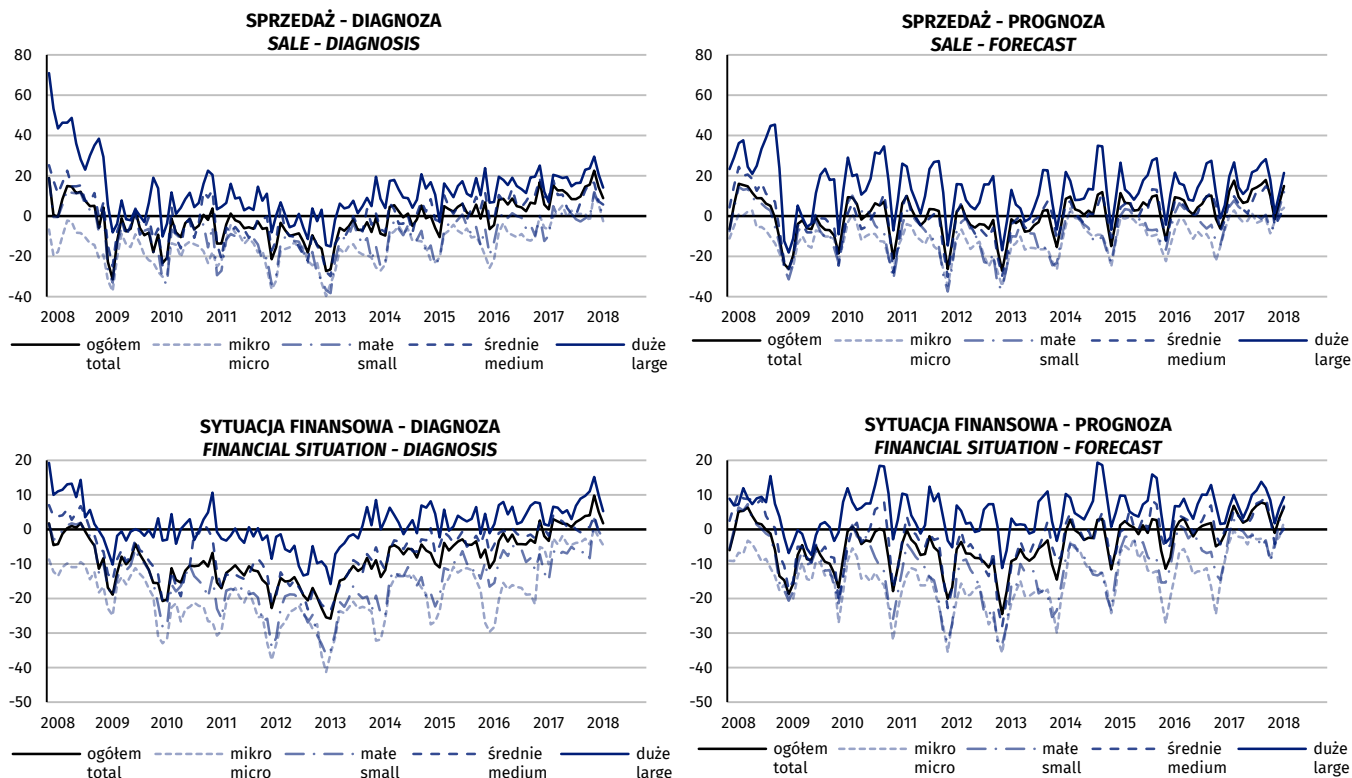 SPRZEDAŻ - DIAGNOZA
SALE - DIAGNOSIS
80
60
40
20
0
-20
-40
2008 2009 2010 2011 2012 2013 2014 2015 2016 2017 2018
ogółem mikro małe średnie duże
total micro small medium large
SPRZEDAŻ - PROGNOZA
SALE - FORECAST
80
60
40
20
0
-20
-40
2008 2009 2010 2011 2012 2013 2014 2015 2016 2017 2018
ogółem mikro małe średnie duże
total micro small medium large
SYTUACJA FINANSOWA - DIAGNOZA
FINANCIAL SITUATION - DIAGNOSIS
20
10
0
-10
-20
-30
-40
-50
2008 2009 2010 2011 2012 2013 2014 2015 2016 2017 2018
ogółem mikro małe średnie duże
total micro small medium large
SYTUACJA FINANSOWA - PROGNOZA
FINANCIAL SITUATION - FORECAST
20
10
0
-10
-20
-30
-40
-50
2008 2009 2010 2011 2012 2013 2014 2015 2016 2017 2018
ogółem mikro małe średnie duże
total micro small medium large